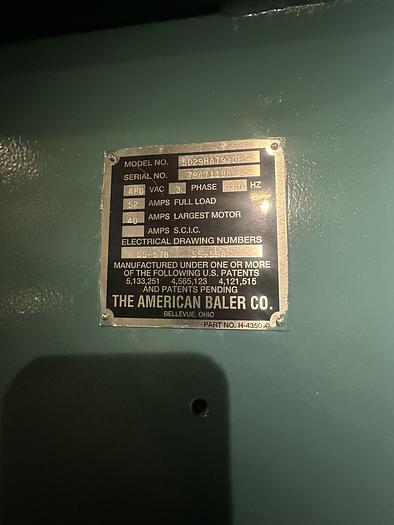 MODEL NO.
SERIAL NO.
480 VAC 3 PHASE HZ
52 AMPS FULL LOAD
40 AMPS LARGEST MOTOR
AMPS S.C.I.C.
ELECTRICAL DRAWING NUMBERS
MANUFACTURED UNDER ONE OR MORE
OF THE FOLLOWING U.S. PATENTS
5,133,251 4,565,123 4,121,515
AND PATENTS PENDING
THE AMERICAN BALER CO.
BELLEVUE, OHIO
PART NO.